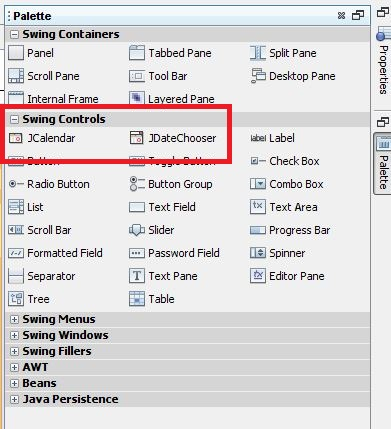 Palette
Swing Containers
Panel Tabbed Pane Split Pane
Scroll Pane Tool Bar Desktop Pane
Internal Frame Layered Pane
Swing Controls
JCalendar JDateChooser label Label
Button Toggle Button Check Box
Radio Button Button Group Combo Box
List Text Field tx Text Area
Scroll Bar Slider Progress Bar
Formatted Field Password Field Spinner
Separator Text Pane Editor Pane
Tree Table
Swing Menus
Swing Windows
Swing Fillers
AWT
Beans
Java Persistence
Properties
Palette